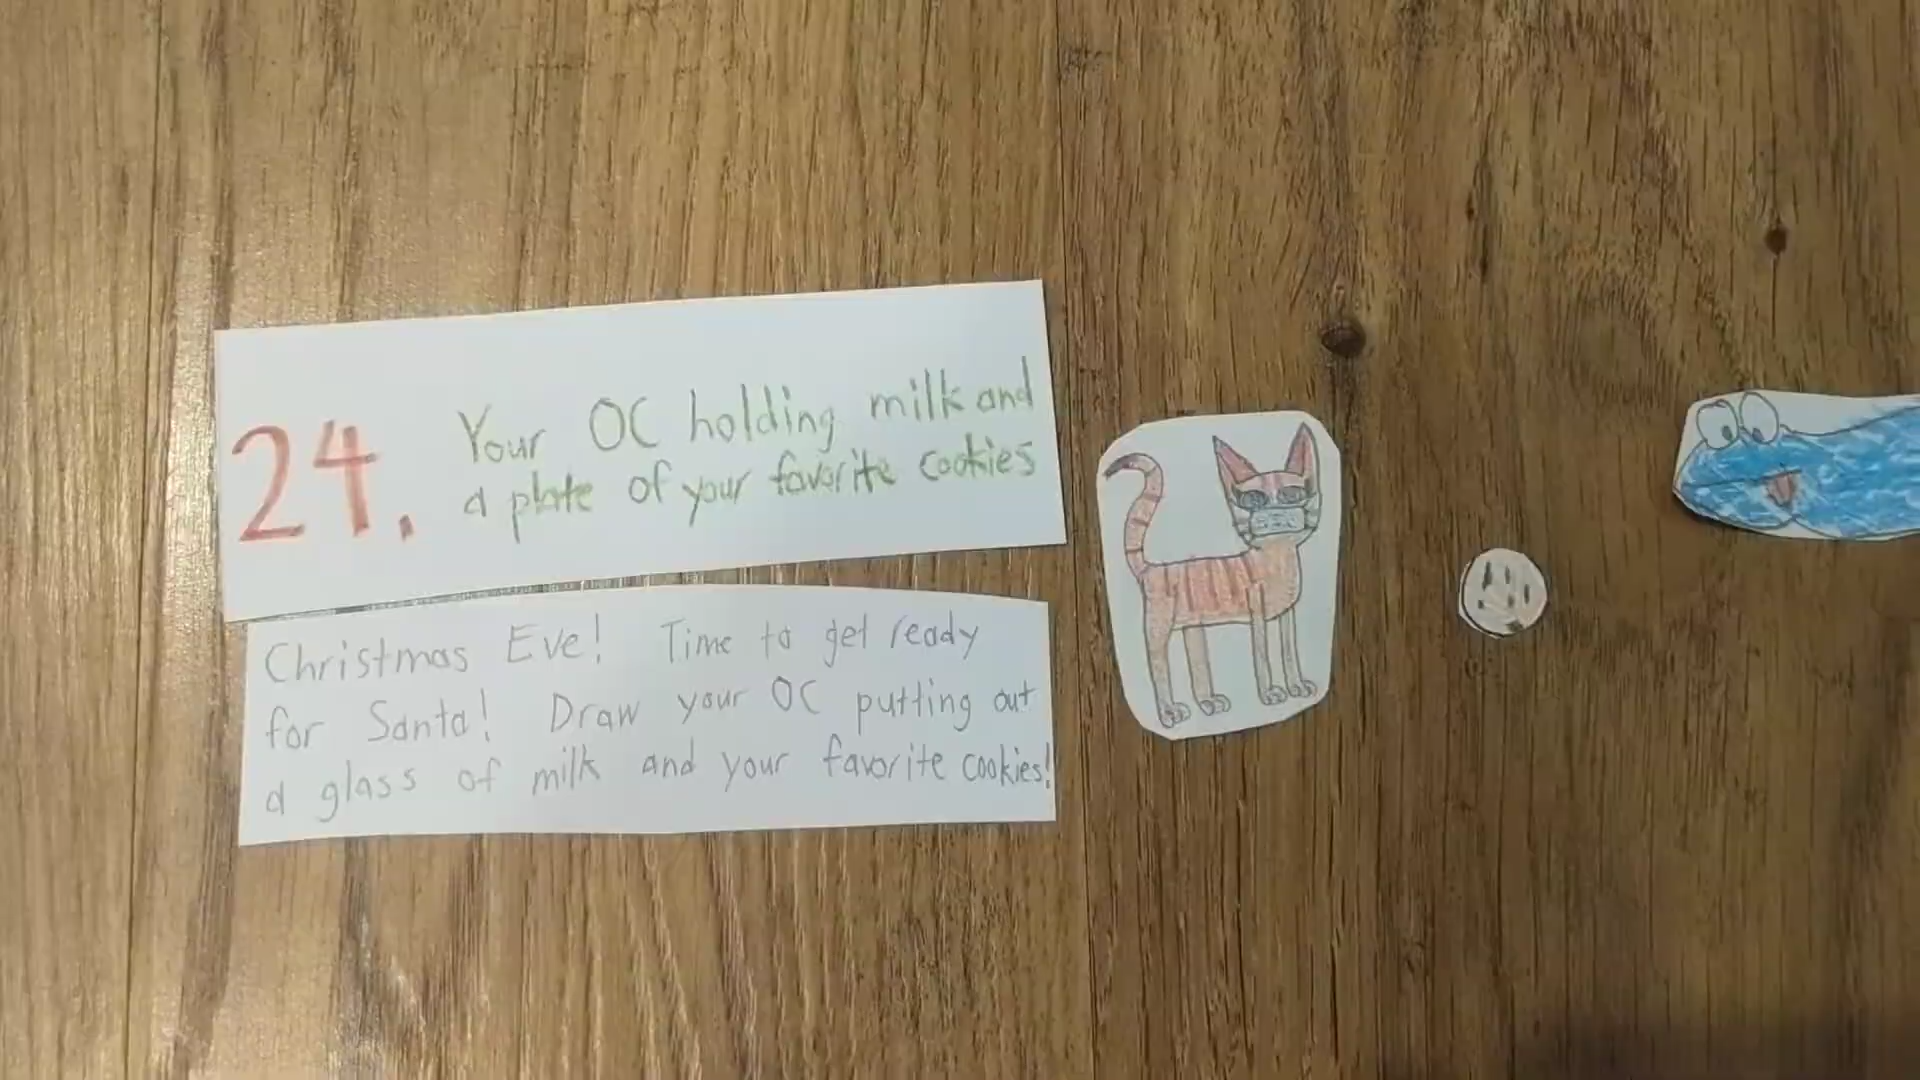 24. Your OC holding milk and
a plate of your favorite cookies
Christmas Eve! Time to get ready
for Santa! Draw your OC putting out
a glass of milk and your favorite cookies!